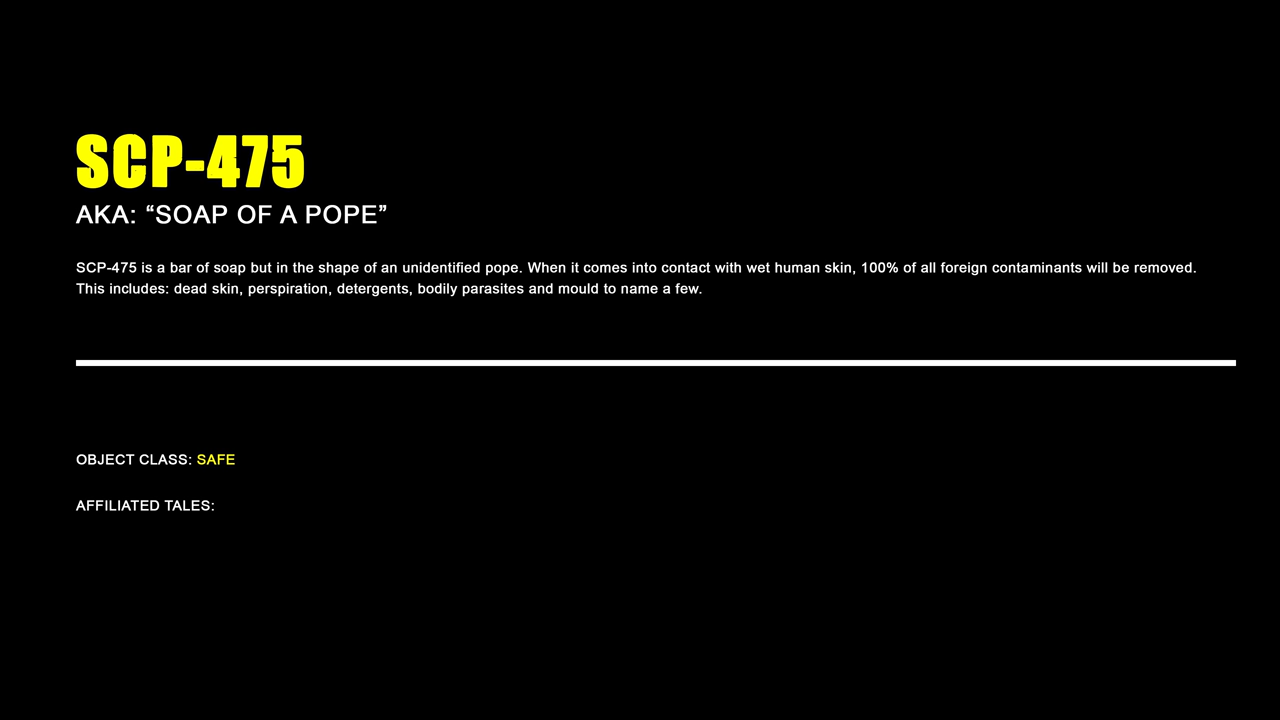 SCP-475
AKA: “SOAP OF A POPE”
SCP-475 is a bar of soap but in the shape of an unidentified pope. When it comes into contact with wet human skin, 100% of all foreign contaminants will be removed.
This includes: dead skin, perspiration, detergents, bodily parasites and mould to name a few.
OBJECT CLASS: SAFE
AFFILIATED TALES: